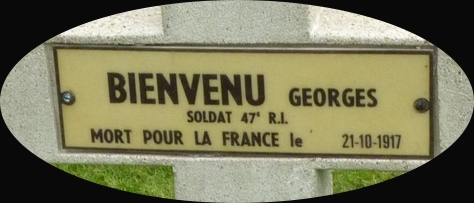 BIENVENU GEORGES
SOLDAT 47e R.I.
MORT POUR LA FRANCE le 21-10-1917